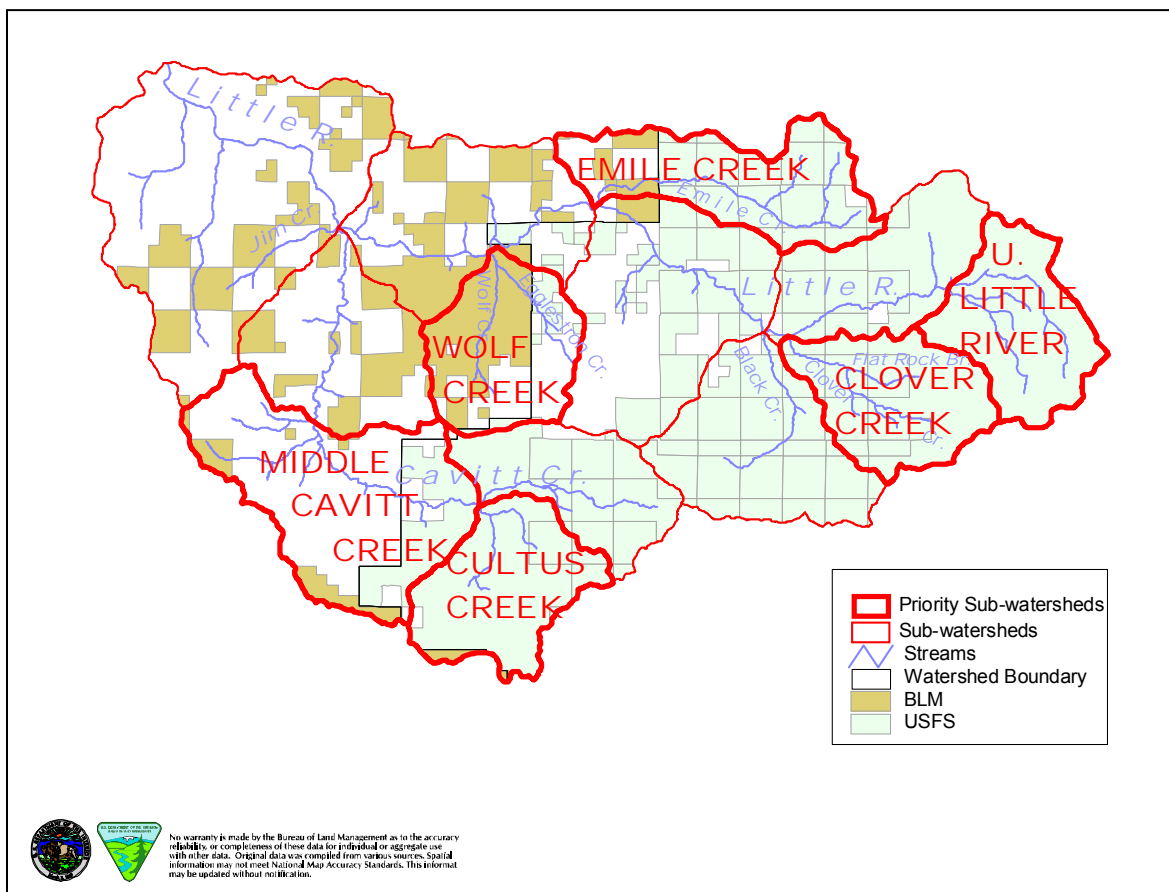 Little R.
EMILE CREEK
Emile Cr.
Jim Cr.
U.
LITTLE
RIVER
Little R.
Wolf Cr.
Eggleston Cr.
WOLF
CREEK
Black Cr.
Flat Rock Br.
Clover Cr.
CLOVER
CREEK
MIDDLE
CAVITT
CREEK
Cavitt Cr.
CULTUS
CREEK
Priority Sub-watersheds
Sub-watersheds
Streams
Watershed Boundary
BLM
USFS
No warranty is made by the Bureau of Land Management as to the accuracy
reliability, or completeness of these data for individual or aggregate use
with other data. Original data was compiled from various sources. Spatial
information may not meet National Map Accuracy Standards. This informat
may be updated without notification.